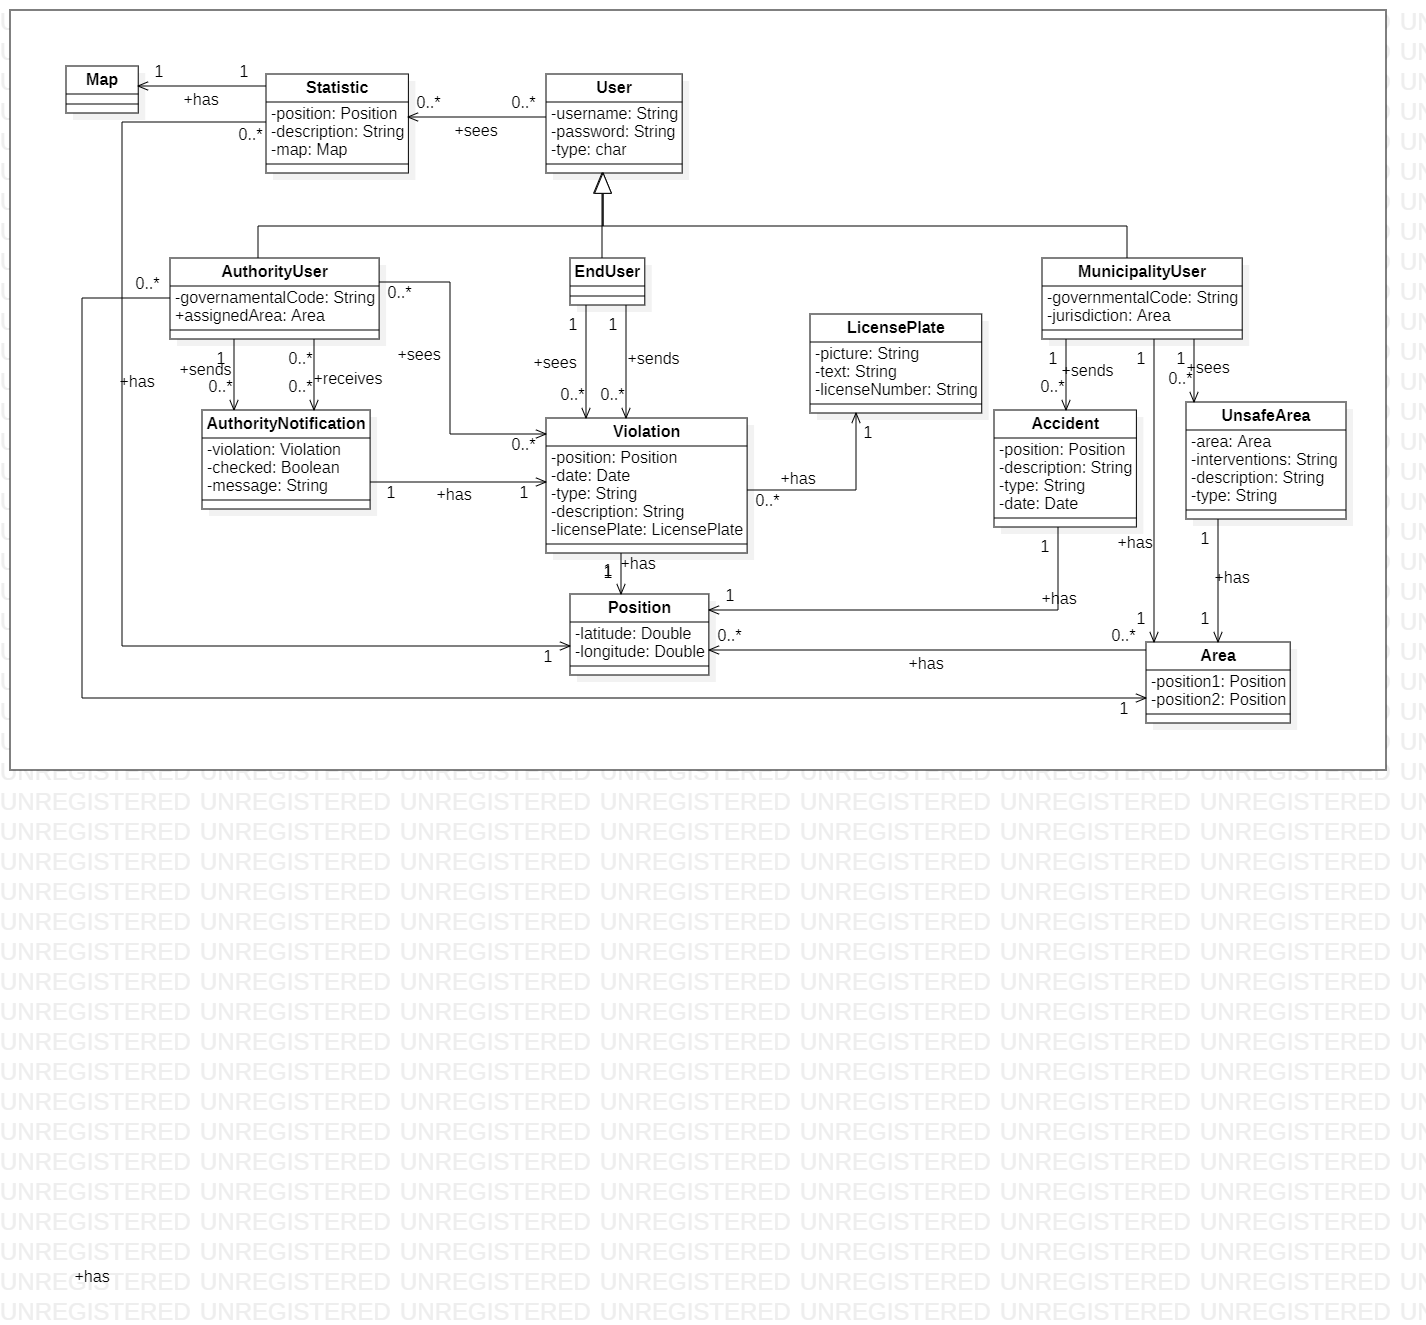 Map
1
1
+has
Statistic
-position: Position
-description: String
-map: Map
0..*
0..*
0..*
+sees
User
-username: String
-password: String
-type: char
+has
0..*
AuthorityUser
-governamentalCode: String
+assignedArea: Area
0..*
+sees
0..*
EndUser
1
1
+sees
+sends
0..*
0..*
MunicipalityUser
-governmentalCode: String
-jurisdiction: Area
LicensePlate
-picture: String
-text: String
-licenseNumber: String
1
1
+sends
0..*
0..*
+receives
0..*
1
+sends
0..*
1
1
+sees
0..*
AuthorityNotification
-violation: Violation
-checked: Boolean
-message: String
1
+has
1
Violation
-position: Position
-date: Date
-type: String
-description: String
-licensePlate: LicensePlate
+has
0..*
Accident
-position: Position
-description: String
-type: String
-date: Date
UnsafeArea
-area: Area
-interventions: String
-description: String
-type: String
1
1
+has
1
+has
1
+has
1
+has
1
1
Position
-latitude: Double
-longitude: Double
1
0..*
+has
0..*
Area
-position1: Position
-position2: Position
1
UNREGISTERED UNREGISTERED UNREGISTERED UNREGISTERED UNREGISTERED UNREGISTERED UNREGISTERED
+has